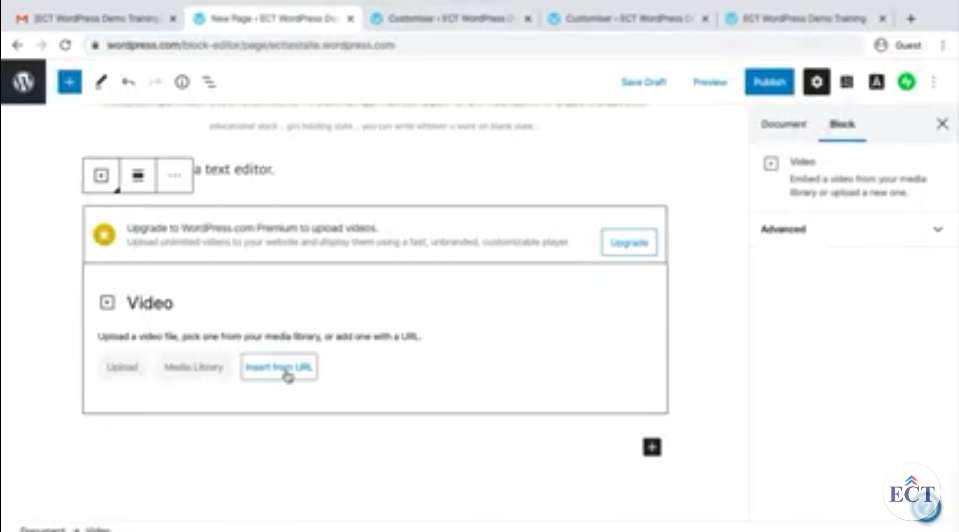 [ECT WordPress Demo Training
New Page ‹ ECT WordPress De
Customiser ‹ ECT WordPress D
Customiser ‹ ECT WordPress D
ECT WordPress Demo Training
wordpress.com/block-editor/page/ecttestsite.wordpress.com
Guest
Save Draft
Preview
Publish
educational stock .. girl holding slate.. you can write whatever u want on blank slate..
a text editor.
Document
Block
Video
Embed a video from your media
library or upload a new one.
Advanced
Upgrade to WordPress.com Premium to upload videos.
Upload unlimited videos to your website and display them using a fast, unbranded, customizable player.
Upgrade
Video
Upload a video file, pick one from your media library, or add one with a URL.
Upload
Media Library
Insert from URL
ECT
Document → Video